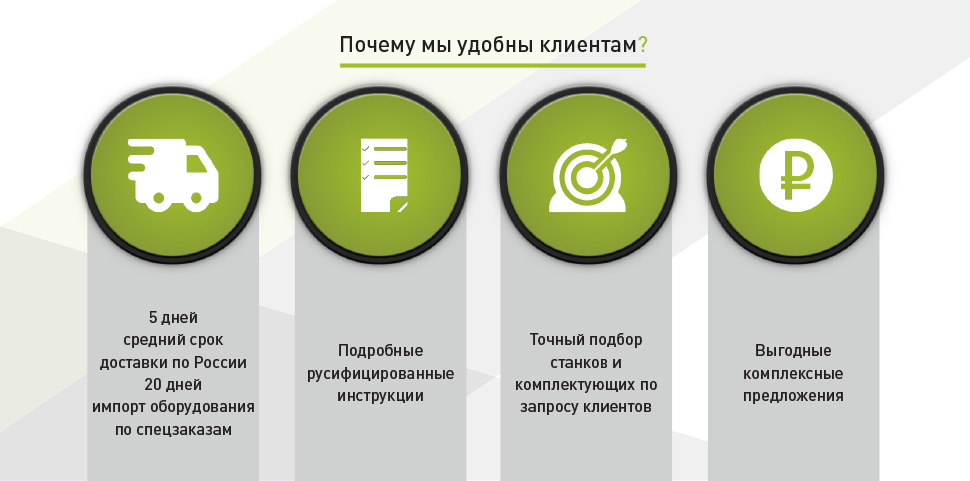 Почему мы удобны клиентам?
5 дней
средний срок
доставки по России
20 дней
импорт оборудования
по спецзаказам
Подробные
русифицированные
инструкции
Точный подбор
станков и
комплектующих по
запросу клиентов
Выгодные
комплексные
предложения